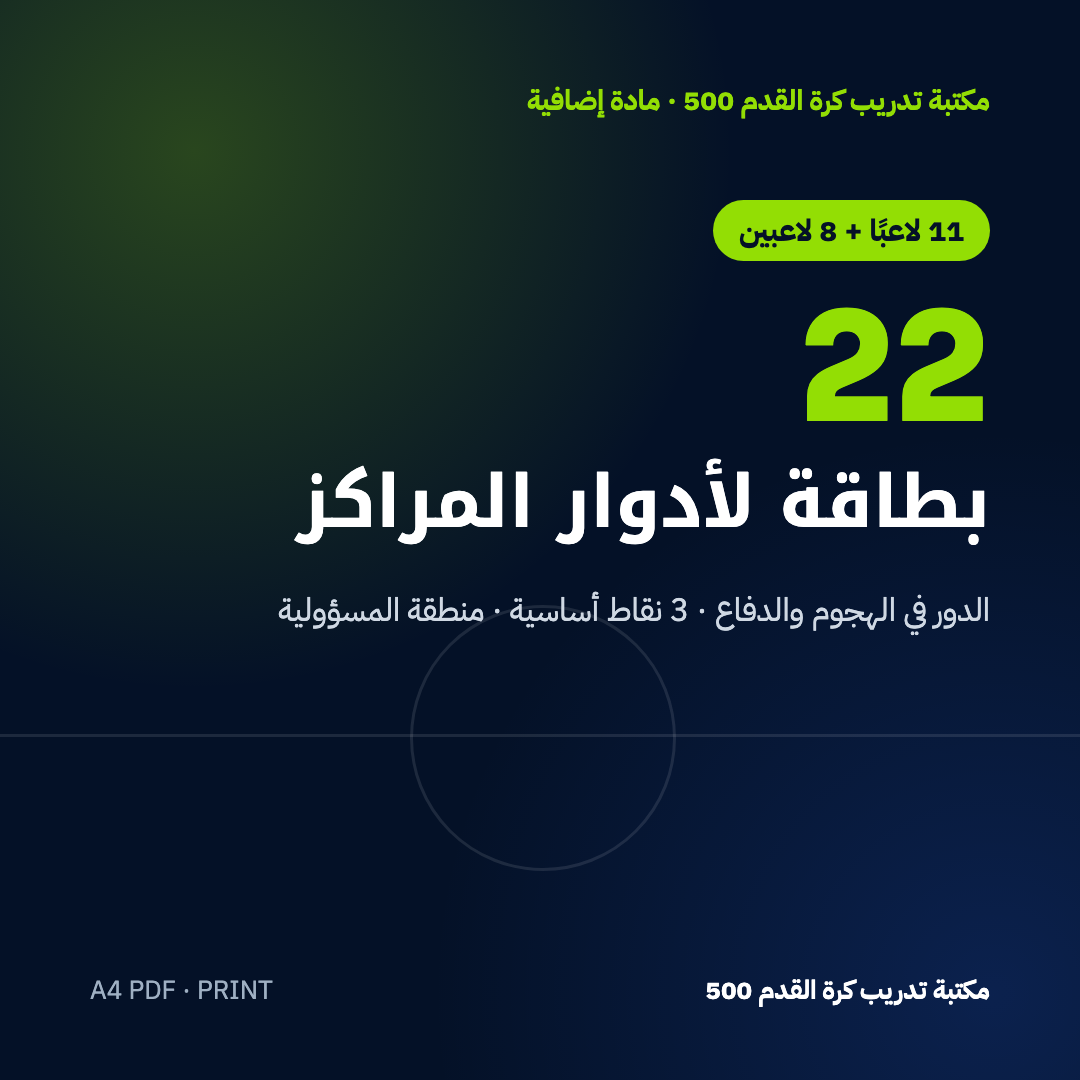 مكتبة تدريب كرة القدم 500 · مادة إضافية
11 لاعبًا + 8 لاعبين
22
بطاقة لأدوار المراكز
الدور في الهجوم والدفاع · 3 نقاط أساسية · منطقة المسؤولية
مكتبة تدريب كرة القدم 500
A4 PDF · PRINT